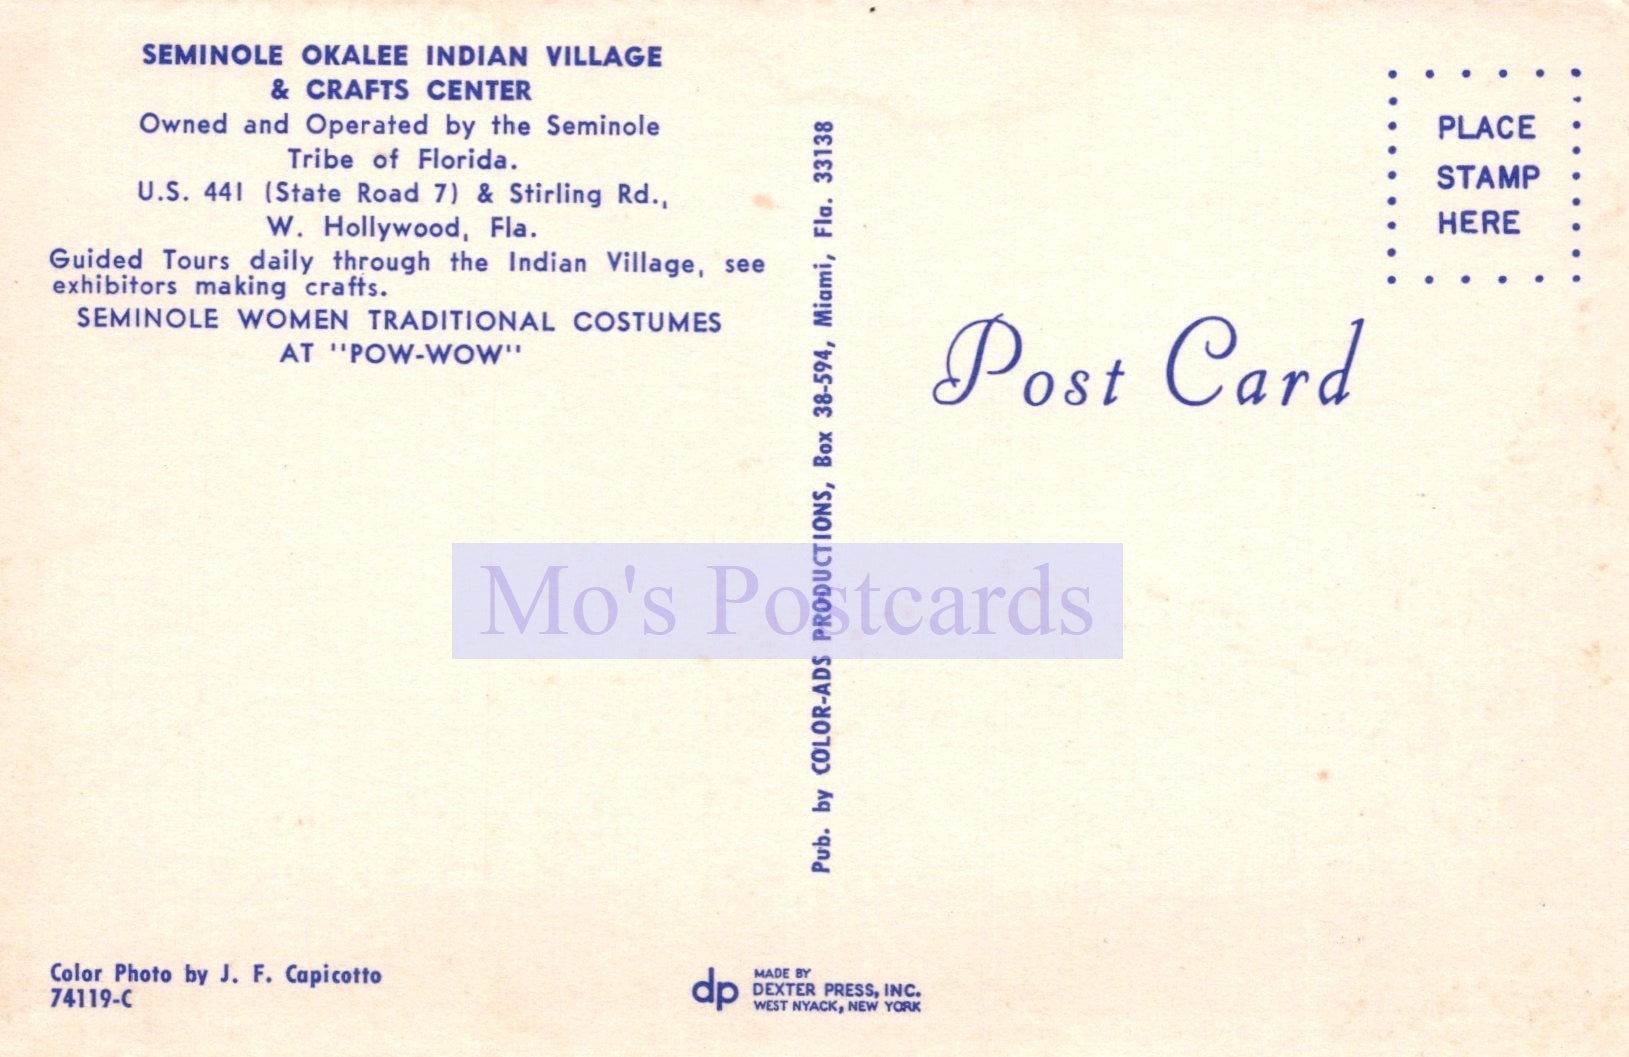 SEMINOLE OKALEE INDIAN VILLAGE
& CRAFTS CENTER
Owned and Operated by the Seminole
Tribe of Florida.
U.S. 441 (State Road 7) & Stirling Rd.,
W. Hollywood, Fla.
Guided Tours daily through the Indian Village, see
exhibitors making crafts.
SEMINOLE WOMEN TRADITIONAL COSTUMES
AT "POW-WOW"
Color Photo by J. F. Capicotto
74119-C
Pub. by COLOR-ADS PRODUCTIONS, Box 38-594, Miami, Fla. 33138
dp
MADE BY
DEXTER PRESS, INC.
WEST NYACK, NEW YORK
PLACE
STAMP
HERE
Post Card
Mo's Postcards